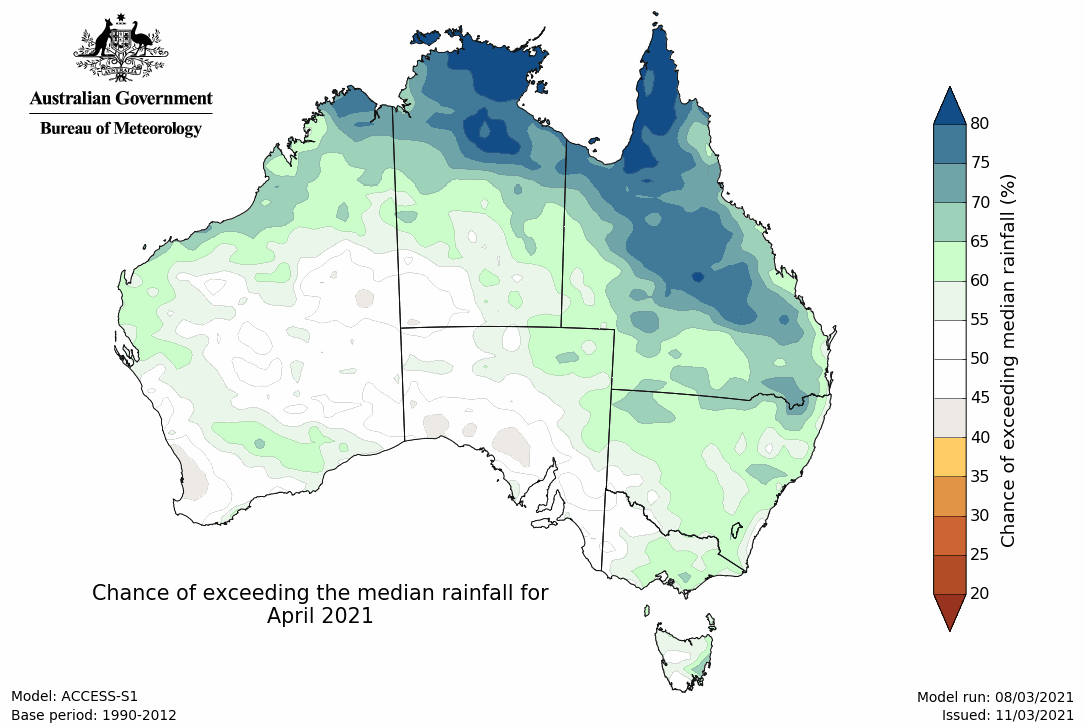 Australian Government
Bureau of Meteorology
80
75
70
65
60
55
50
45
40
35
30
25
20
Chance of exceeding median rainfall (%)
Chance of exceeding the median rainfall for
April 2021
Model: ACCESS-S1
Base period: 1990-2012
Model run: 08/03/2021
Issued: 11/03/2021